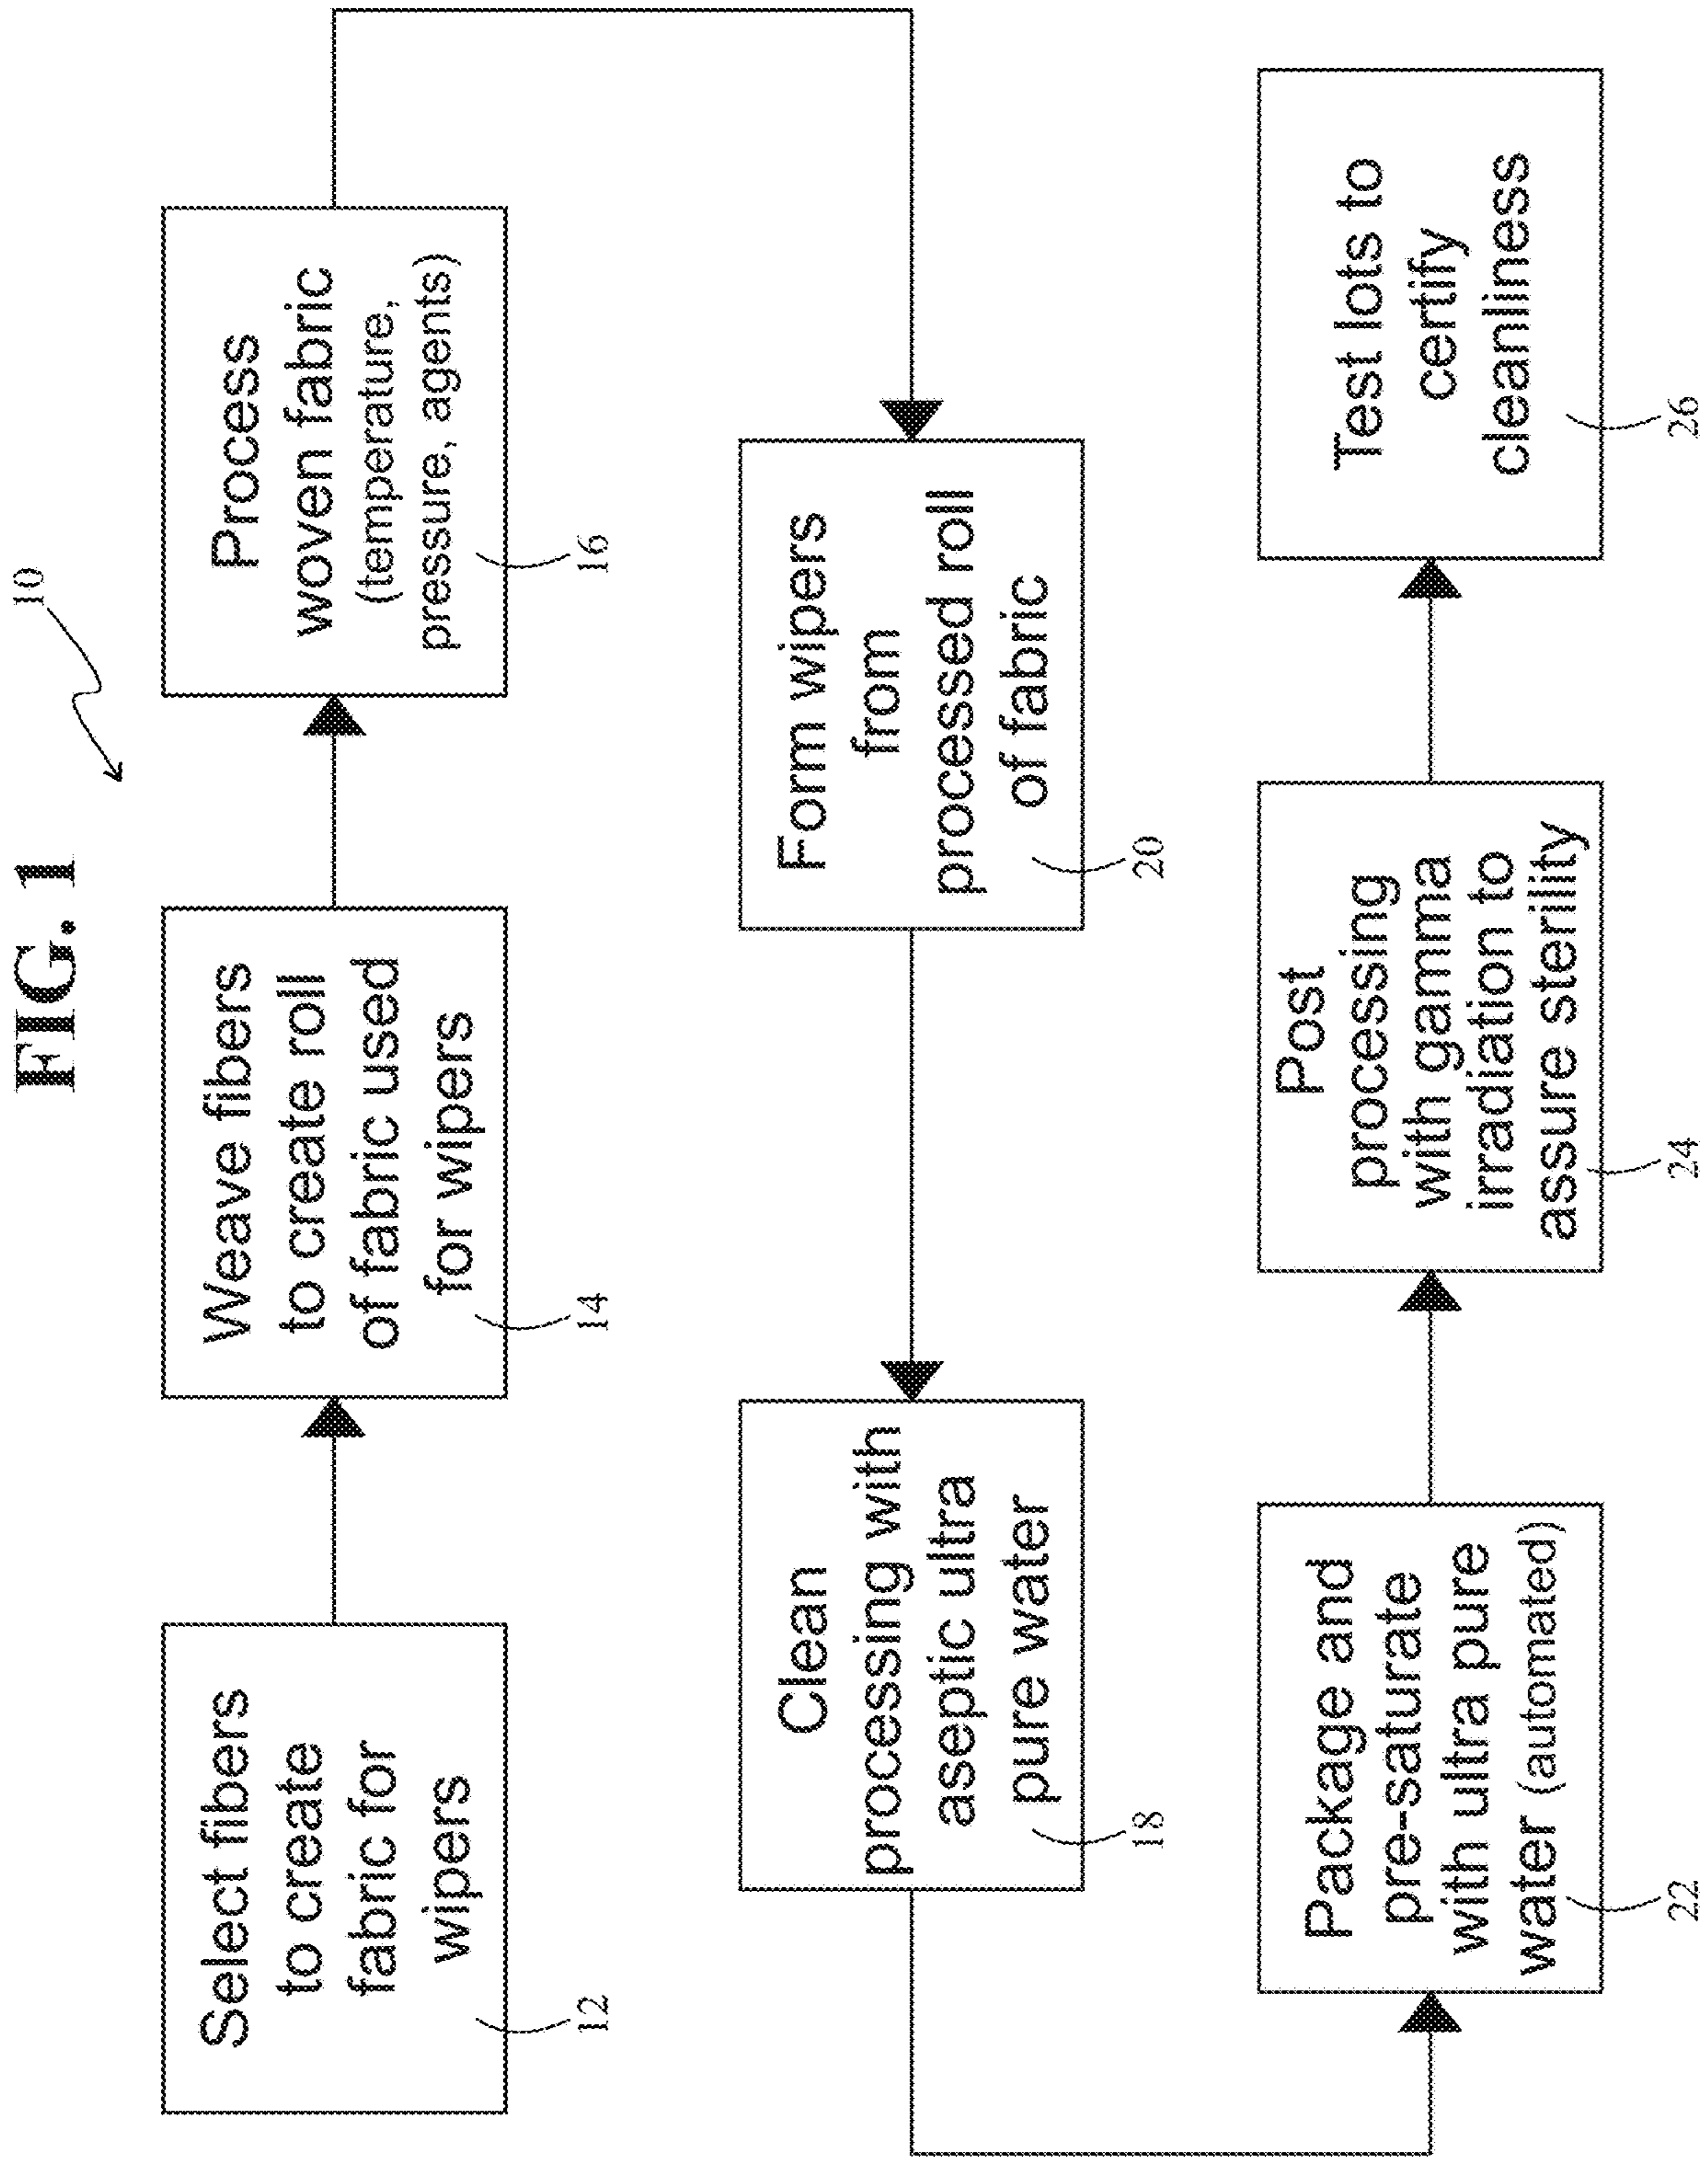 FIG. 1
10
Select fibers
to create
fabric for
wipers
12
Weave fibers
to create roll
of fabric used
for wipers
14
Process
woven fabric
(temperature,
pressure, agents)
16
Form wipers
from
processed roll
of fabric
20
Clean
processing with
aseptic ultra
pure water
18
Package and
pre-saturate
with ultra pure
water (automated)
22
Post
processing
with gamma
irradiation to
assure sterility
24
Test lots to
certify
cleanliness
26